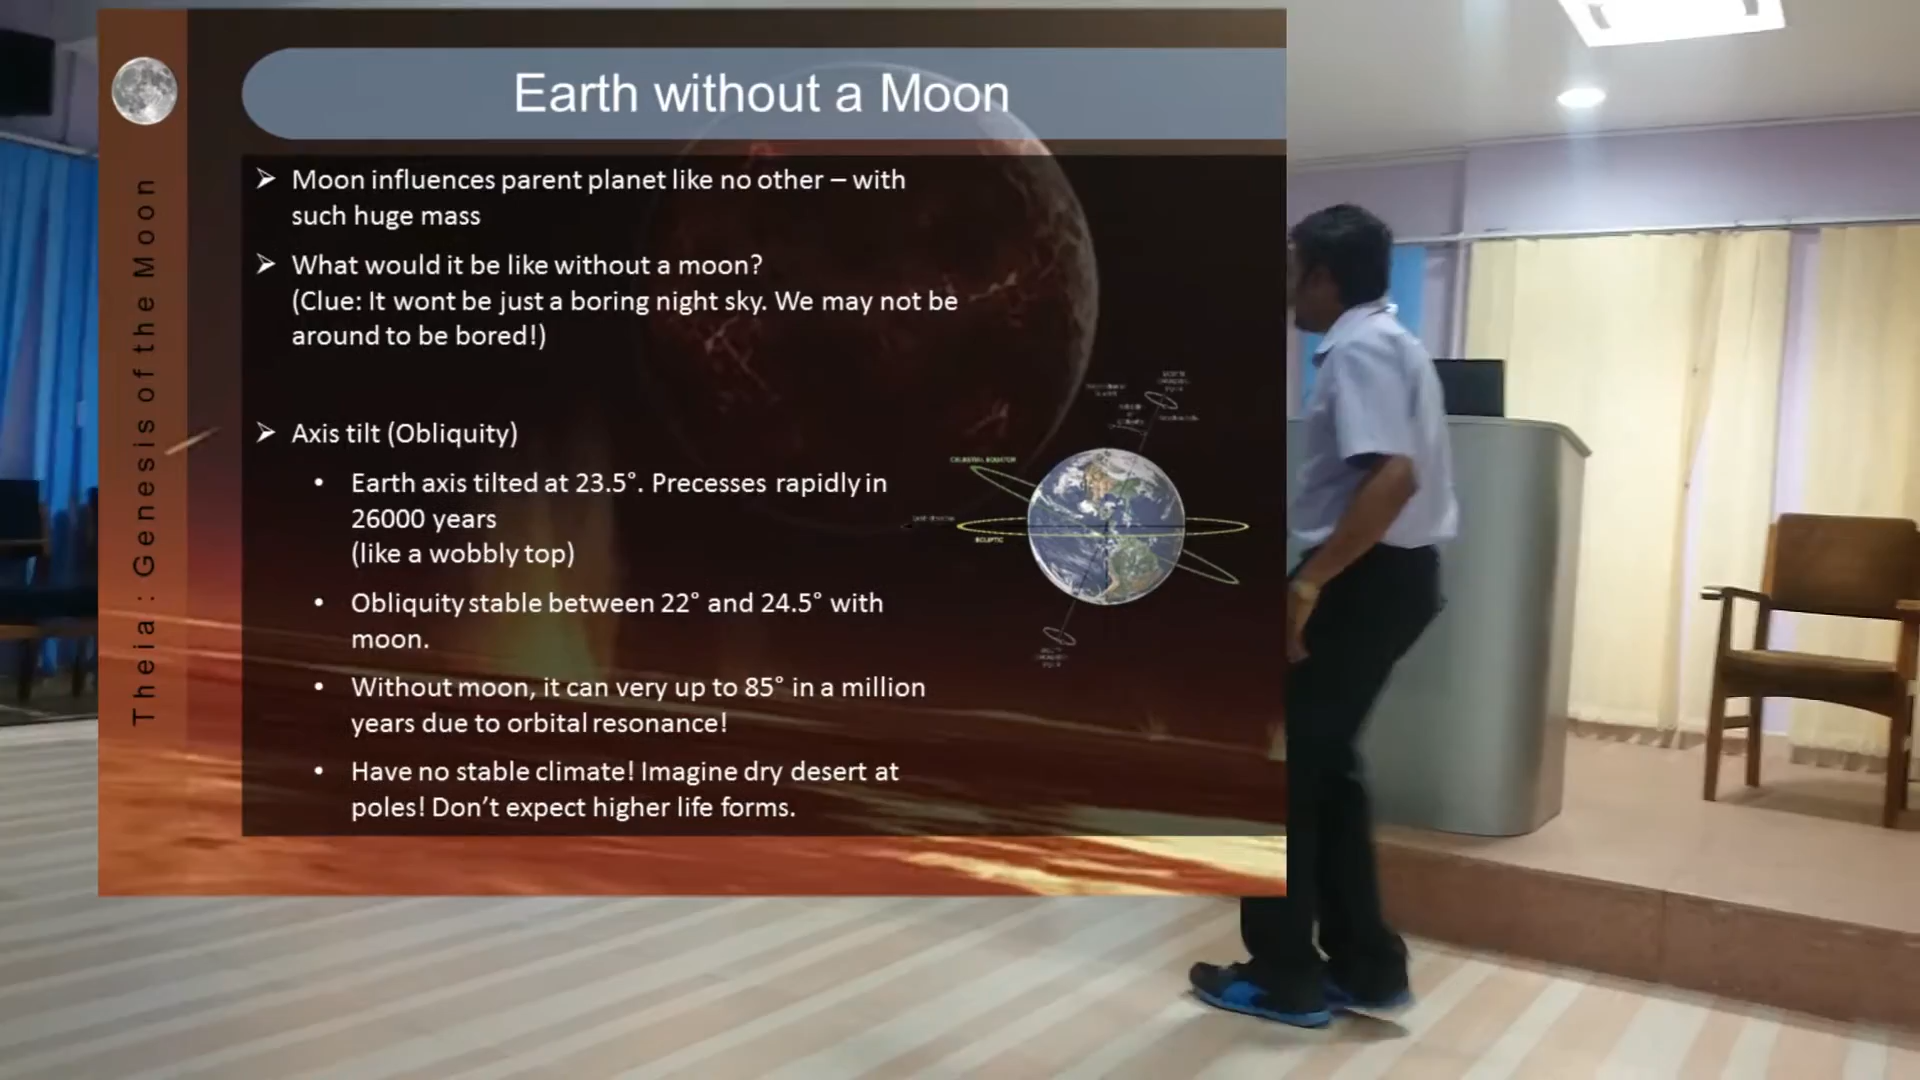 Earth without a Moon
Theia : Genesis of the Moon
➢ Moon influences parent planet like no other – with
such huge mass
➢ What would it be like without a moon?
(Clue: It wont be just a boring night sky. We may not be
around to be bored!)
➢ Axis tilt (Obliquity)
• Earth axis tilted at 23.5°. Precesses rapidly in
26000 years
(like a wobbly top)
• Obliquity stable between 22° and 24.5° with
moon.
• Without moon, it can very up to 85° in a million
years due to orbital resonance!
• Have no stable climate! Imagine dry desert at
poles! Don’t expect higher life forms.
CELESTIAL EQUATOR
ECLIPTIC